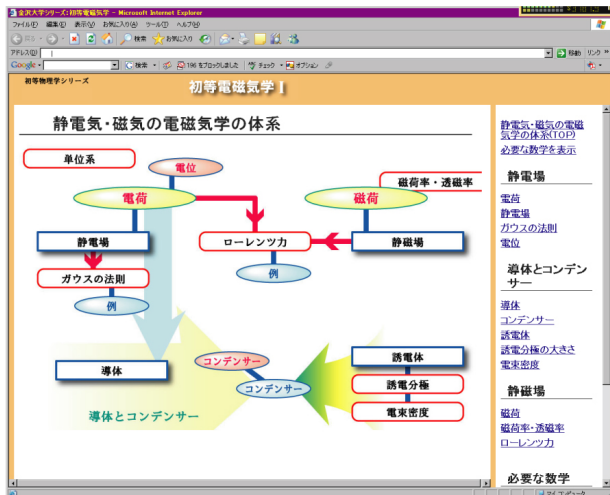 金沢大学シリーズ:初等電磁気学 - Microsoft Internet Explorer
ファイル(F) 編集(E) 表示(V) お気に入り(A) ツール(T) ヘルプ(H)
戻る 検索 お気に入り
アドレス(D) 移動 リンク »
Google 検索 196 をブロックしました チェック オプション
初等物理学シリーズ
初等電磁気学 I
静電気・磁気の電磁気学の体系
単位系
電位
電荷
磁荷率・透磁率
磁荷
静電場
ローレンツ力
静磁場
ガウスの法則
例
例
導体
コンデンサー
コンデンサー
誘電体
誘電分極
電束密度
導体とコンデンサー
静電気・磁気の電磁
気学の体系(TOP)
必要な数学を表示
静電場
電荷
静電場
ガウスの法則
電位
導体とコンデン
サー
導体
コンデンサー
誘電体
誘電分極の大きさ
電束密度
静磁場
磁荷
磁荷率・透磁率
ローレンツ力
必要な数学
マイ コンピュータ